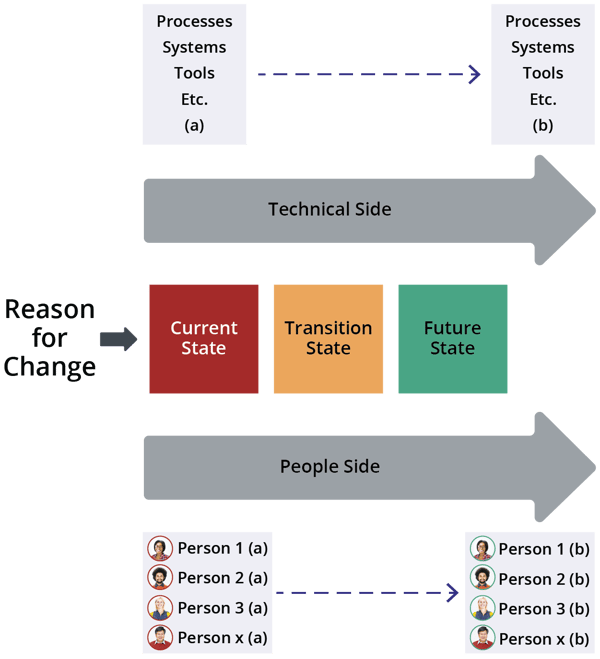 Processes
Systems
Tools
Etc.
(a)
Processes
Systems
Tools
Etc.
(b)
Technical Side
Reason
for
Change
Current
State
Transition
State
Future
State
People Side
Person 1 (a)
Person 2 (a)
Person 3 (a)
Person x (a)
Person 1 (b)
Person 2 (b)
Person 3 (b)
Person x (b)